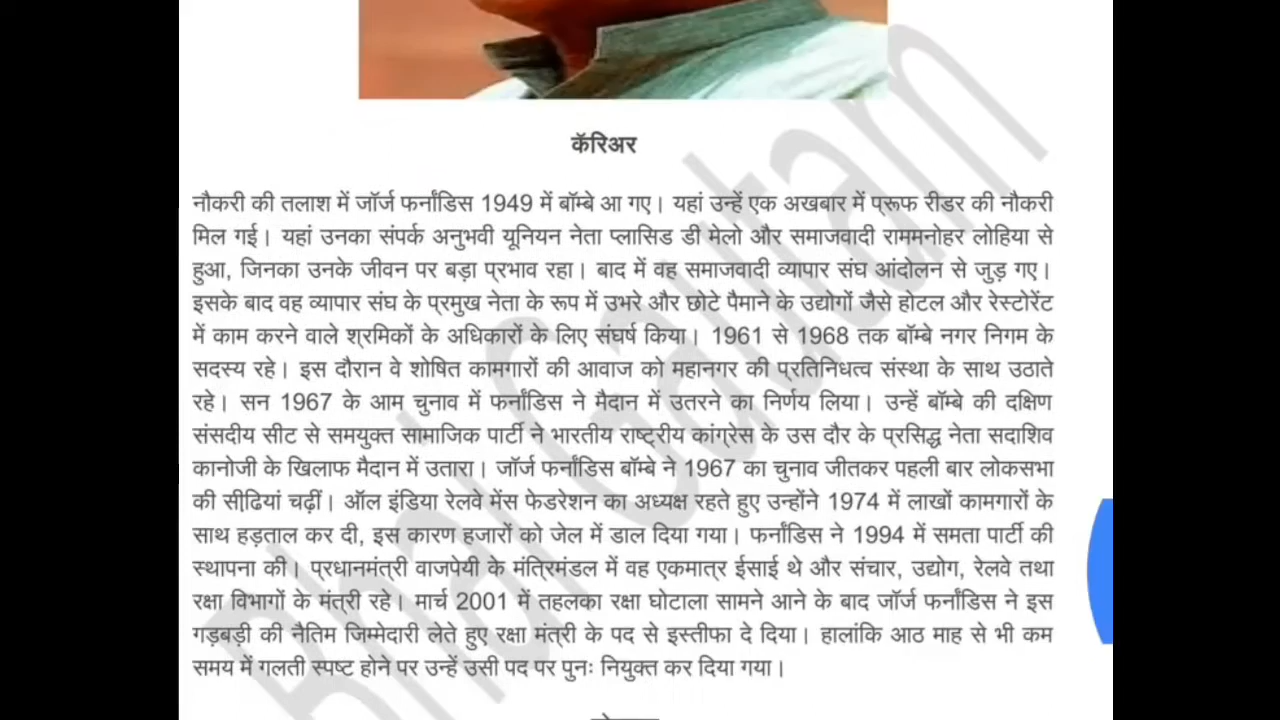 कॅरिअर
नौकरी की तलाश में जॉर्ज फर्नांडिस 1949 में बॉम्बे आ गए। यहां उन्हें एक अखबार में प्रूफ रीडर की नौकरी
मिल गई। यहां उनका संपर्क अनुभवी यूनियन नेता प्लासिड डी मेलो और समाजवादी राममनोहर लोहिया से
हुआ, जिनका उनके जीवन पर बड़ा प्रभाव रहा। बाद में वह समाजवादी व्यापार संघ आंदोलन से जुड़ गए।
इसके बाद वह व्यापार संघ के प्रमुख नेता के रूप में उभरे और छोटे पैमाने के उद्योगों जैसे होटल और रेस्टोरेंट
में काम करने वाले श्रमिकों के अधिकारों के लिए संघर्ष किया। 1961 से 1968 तक बॉम्बे नगर निगम के
सदस्य रहे। इस दौरान वे शोषित कामगारों की आवाज को महानगर की प्रतिनिधत्व संस्था के साथ उठाते
रहे। सन 1967 के आम चुनाव में फर्नांडिस ने मैदान में उतरने का निर्णय लिया। उन्हें बॉम्बे की दक्षिण
संसदीय सीट से समयुक्त सामाजिक पार्टी ने भारतीय राष्ट्रीय कांग्रेस के उस दौर के प्रसिद्ध नेता सदाशिव
कानोजी के खिलाफ मैदान में उतारा। जॉर्ज फर्नांडिस बॉम्बे ने 1967 का चुनाव जीतकर पहली बार लोकसभा
की सीढि़यां चढ़ीं। ऑल इंडिया रेलवे मेंस फेडरेशन का अध्यक्ष रहते हुए उन्होंने 1974 में लाखों कामगारों के
साथ हड़ताल कर दी, इस कारण हजारों को जेल में डाल दिया गया। फर्नांडिस ने 1994 में समता पार्टी की
स्थापना की। प्रधानमंत्री वाजपेयी के मंत्रिमंडल में वह एकमात्र ईसाई थे और संचार, उद्योग, रेलवे तथा
रक्षा विभागों के मंत्री रहे। मार्च 2001 में तहलका रक्षा घोटाला सामने आने के बाद जॉर्ज फर्नांडिस ने इस
गड़बड़ी की नैतिम जिम्मेदारी लेते हुए रक्षा मंत्री के पद से इस्तीफा दे दिया। हालांकि आठ माह से भी कम
समय में गलती स्पष्ट होने पर उन्हें उसी पद पर पुनः नियुक्त कर दिया गया।
Bhai Gautam